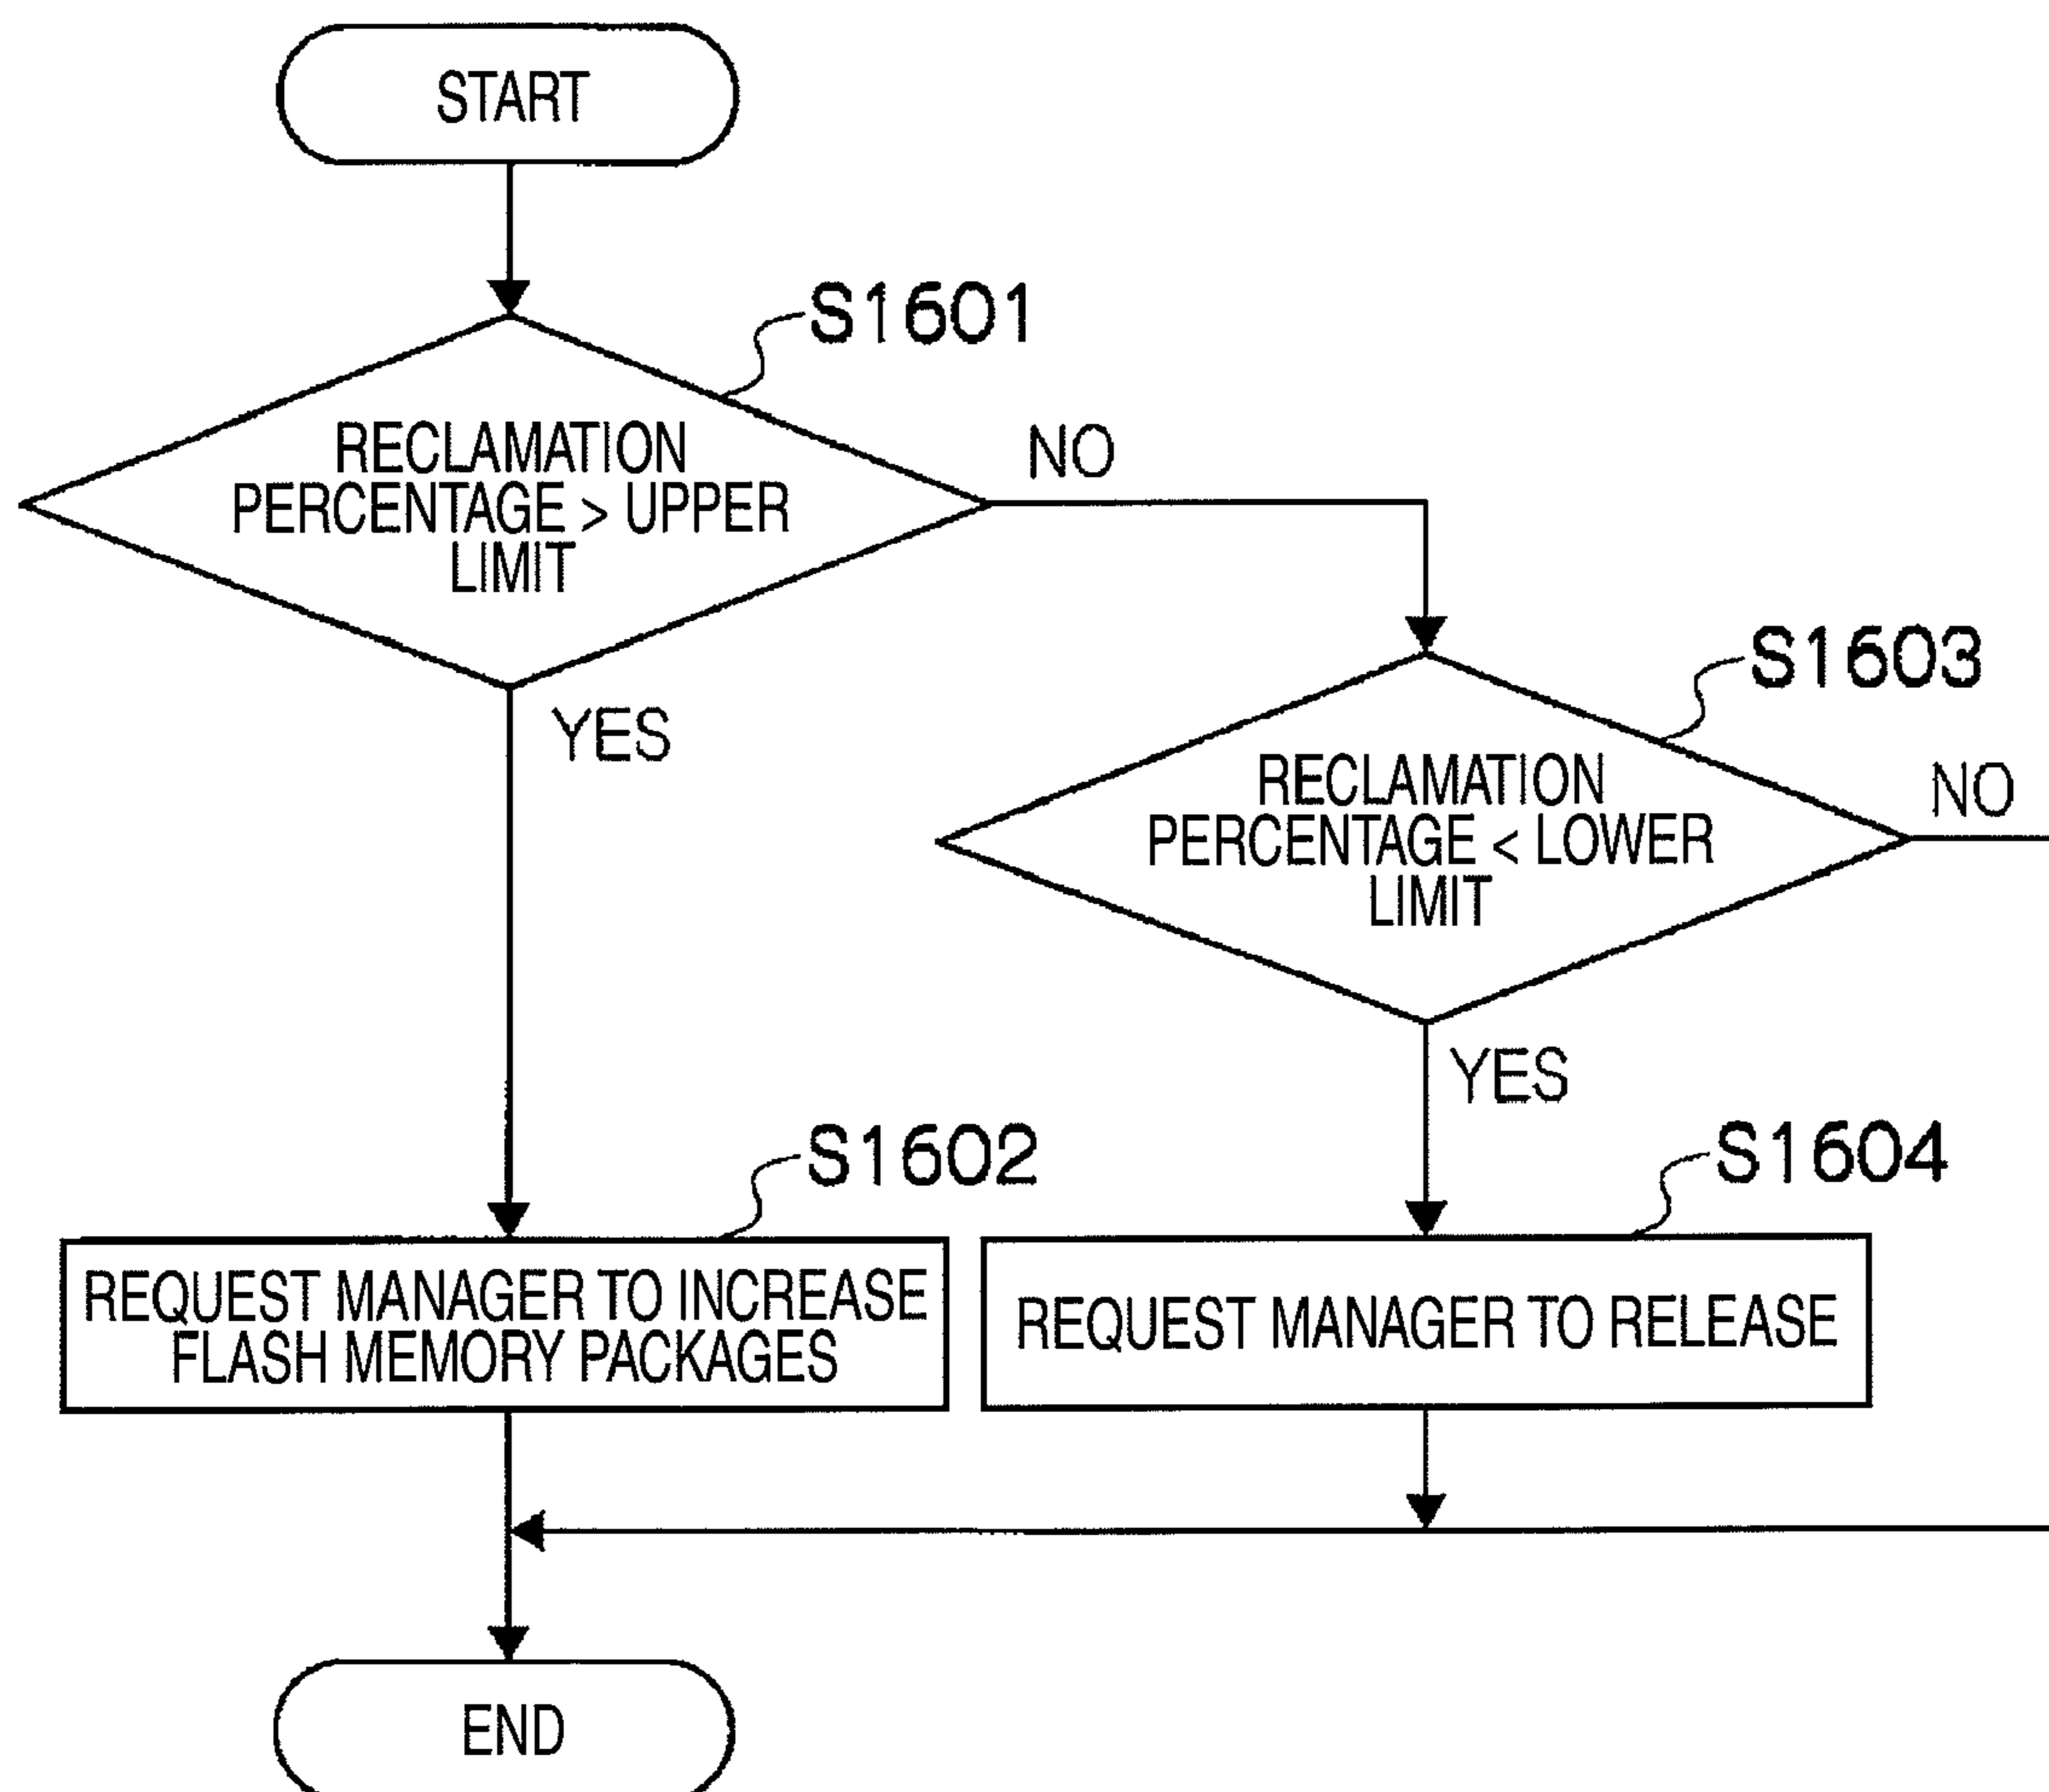 START
S1601
RECLAMATION
PERCENTAGE > UPPER
LIMIT
NO
YES
S1603
RECLAMATION
PERCENTAGE < LOWER
LIMIT
NO
YES
S1602
REQUEST MANAGER TO INCREASE
FLASH MEMORY PACKAGES
S1604
REQUEST MANAGER TO RELEASE
END